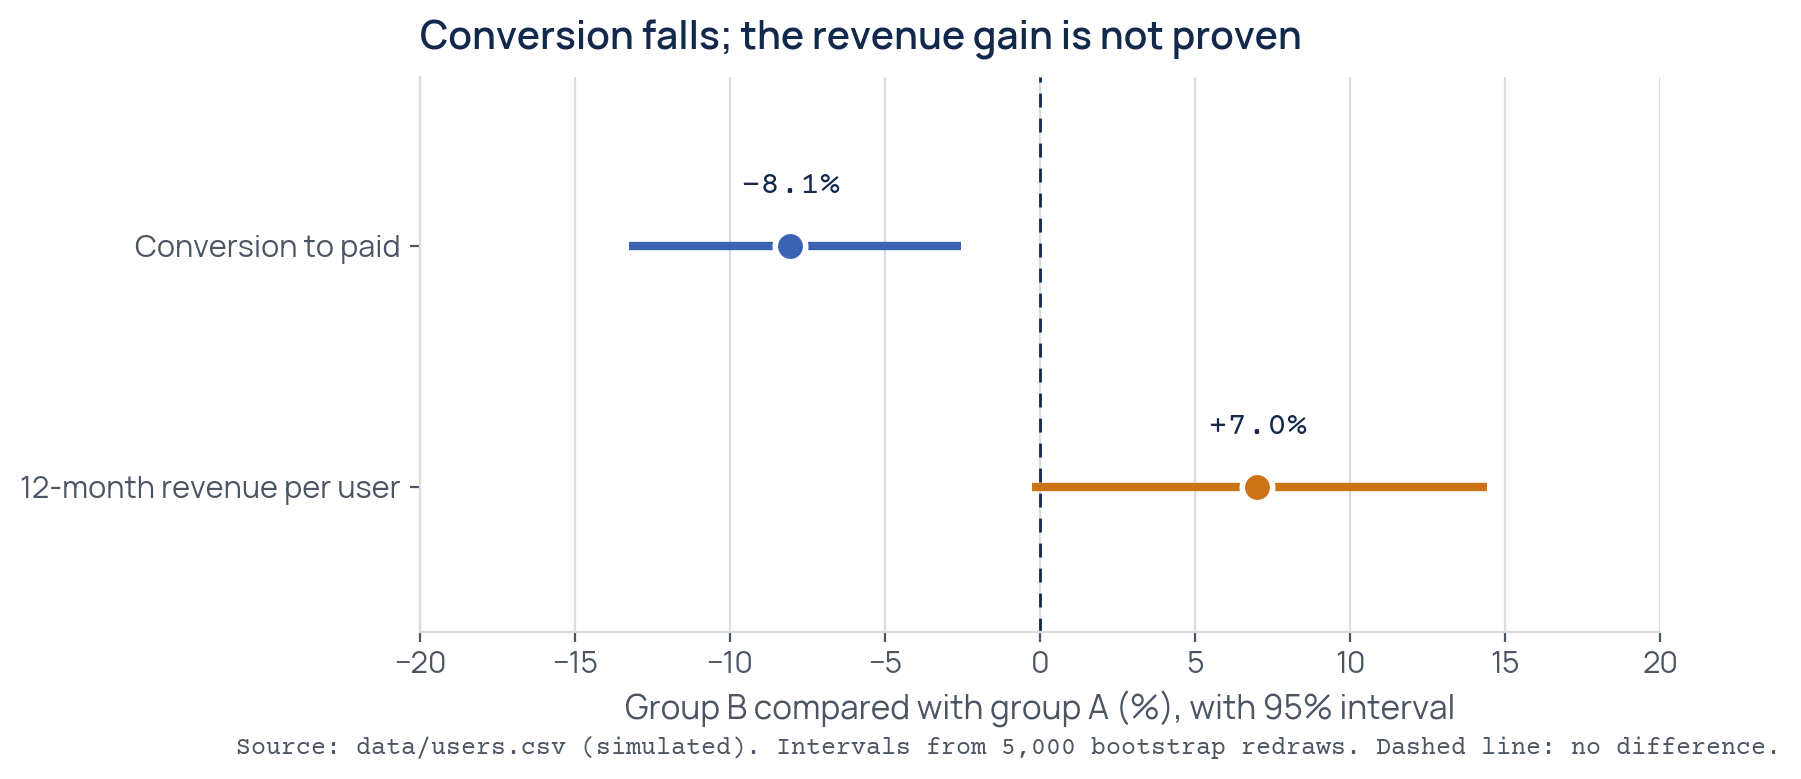 Conversion falls; the revenue gain is not proven
−8.1%
Conversion to paid
+7.0%
12-month revenue per user
−20 −15 −10 −5 0 5 10 15 20
Group B compared with group A (%), with 95% interval
Source: data/users.csv (simulated). Intervals from 5,000 bootstrap redraws. Dashed line: no difference.